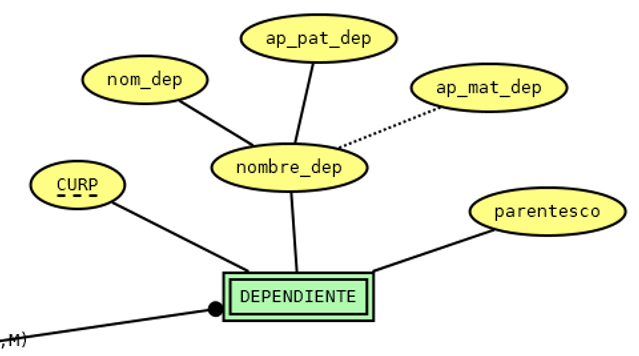 ap_pat_dep
nom_dep
ap_mat_dep
nombre_dep
CURP
parentesco
DEPENDIENTE
,M)